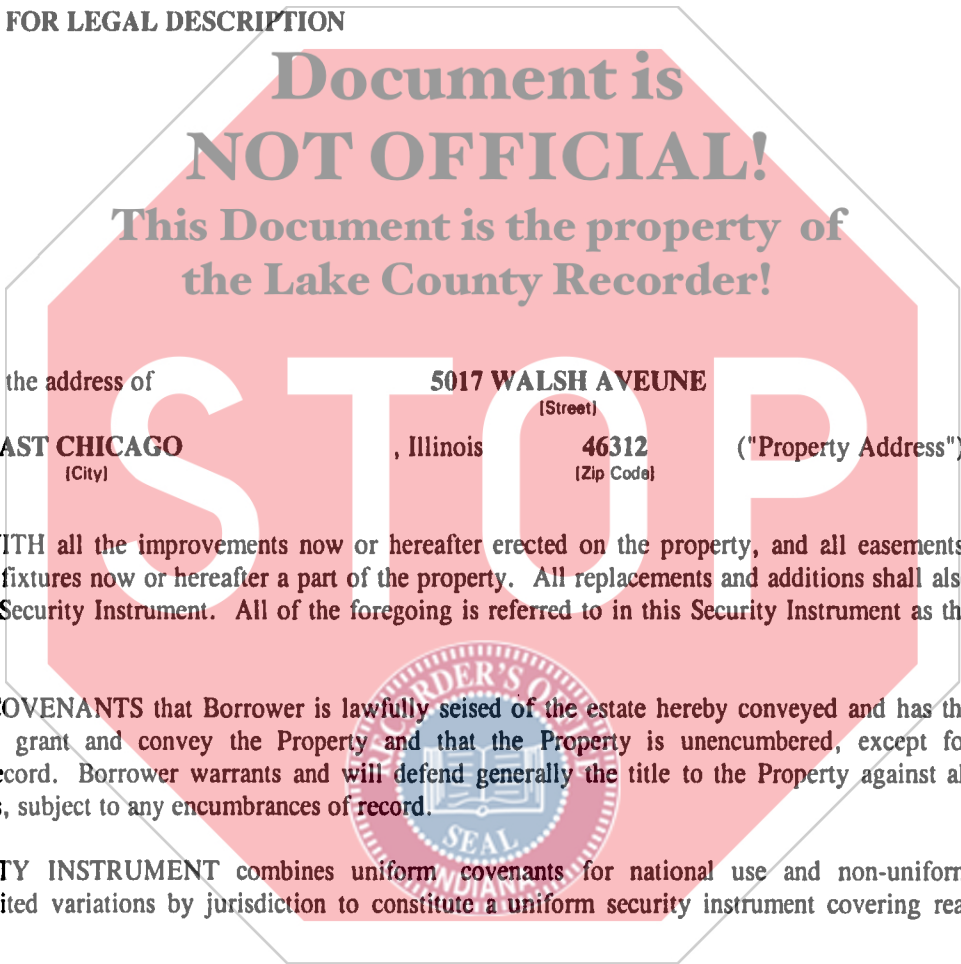 FOR LEGAL DESCRIPTION
Document is
NOT OFFICIAL!
This Document is the property of
the Lake County Recorder!
the address of 5017 WALSH AVEUNE
[Street]
AST CHICAGO , Illinois 46312 ("Property Address")
[City] [Zip Code]
STOP
ITH all the improvements now or hereafter erected on the property, and all easements
fixtures now or hereafter a part of the property. All replacements and additions shall als
Security Instrument. All of the foregoing is referred to in this Security Instrument as th
OVENANTS that Borrower is lawfully seised of the estate hereby conveyed and has th
grant and convey the Property and that the Property is unencumbered, except fo
ecord. Borrower warrants and will defend generally the title to the Property against al
s, subject to any encumbrances of record.
RECORDER'S OFFICE
SEAL
INDIANA
TY INSTRUMENT combines uniform covenants for national use and non-uniform
ited variations by jurisdiction to constitute a uniform security instrument covering rea